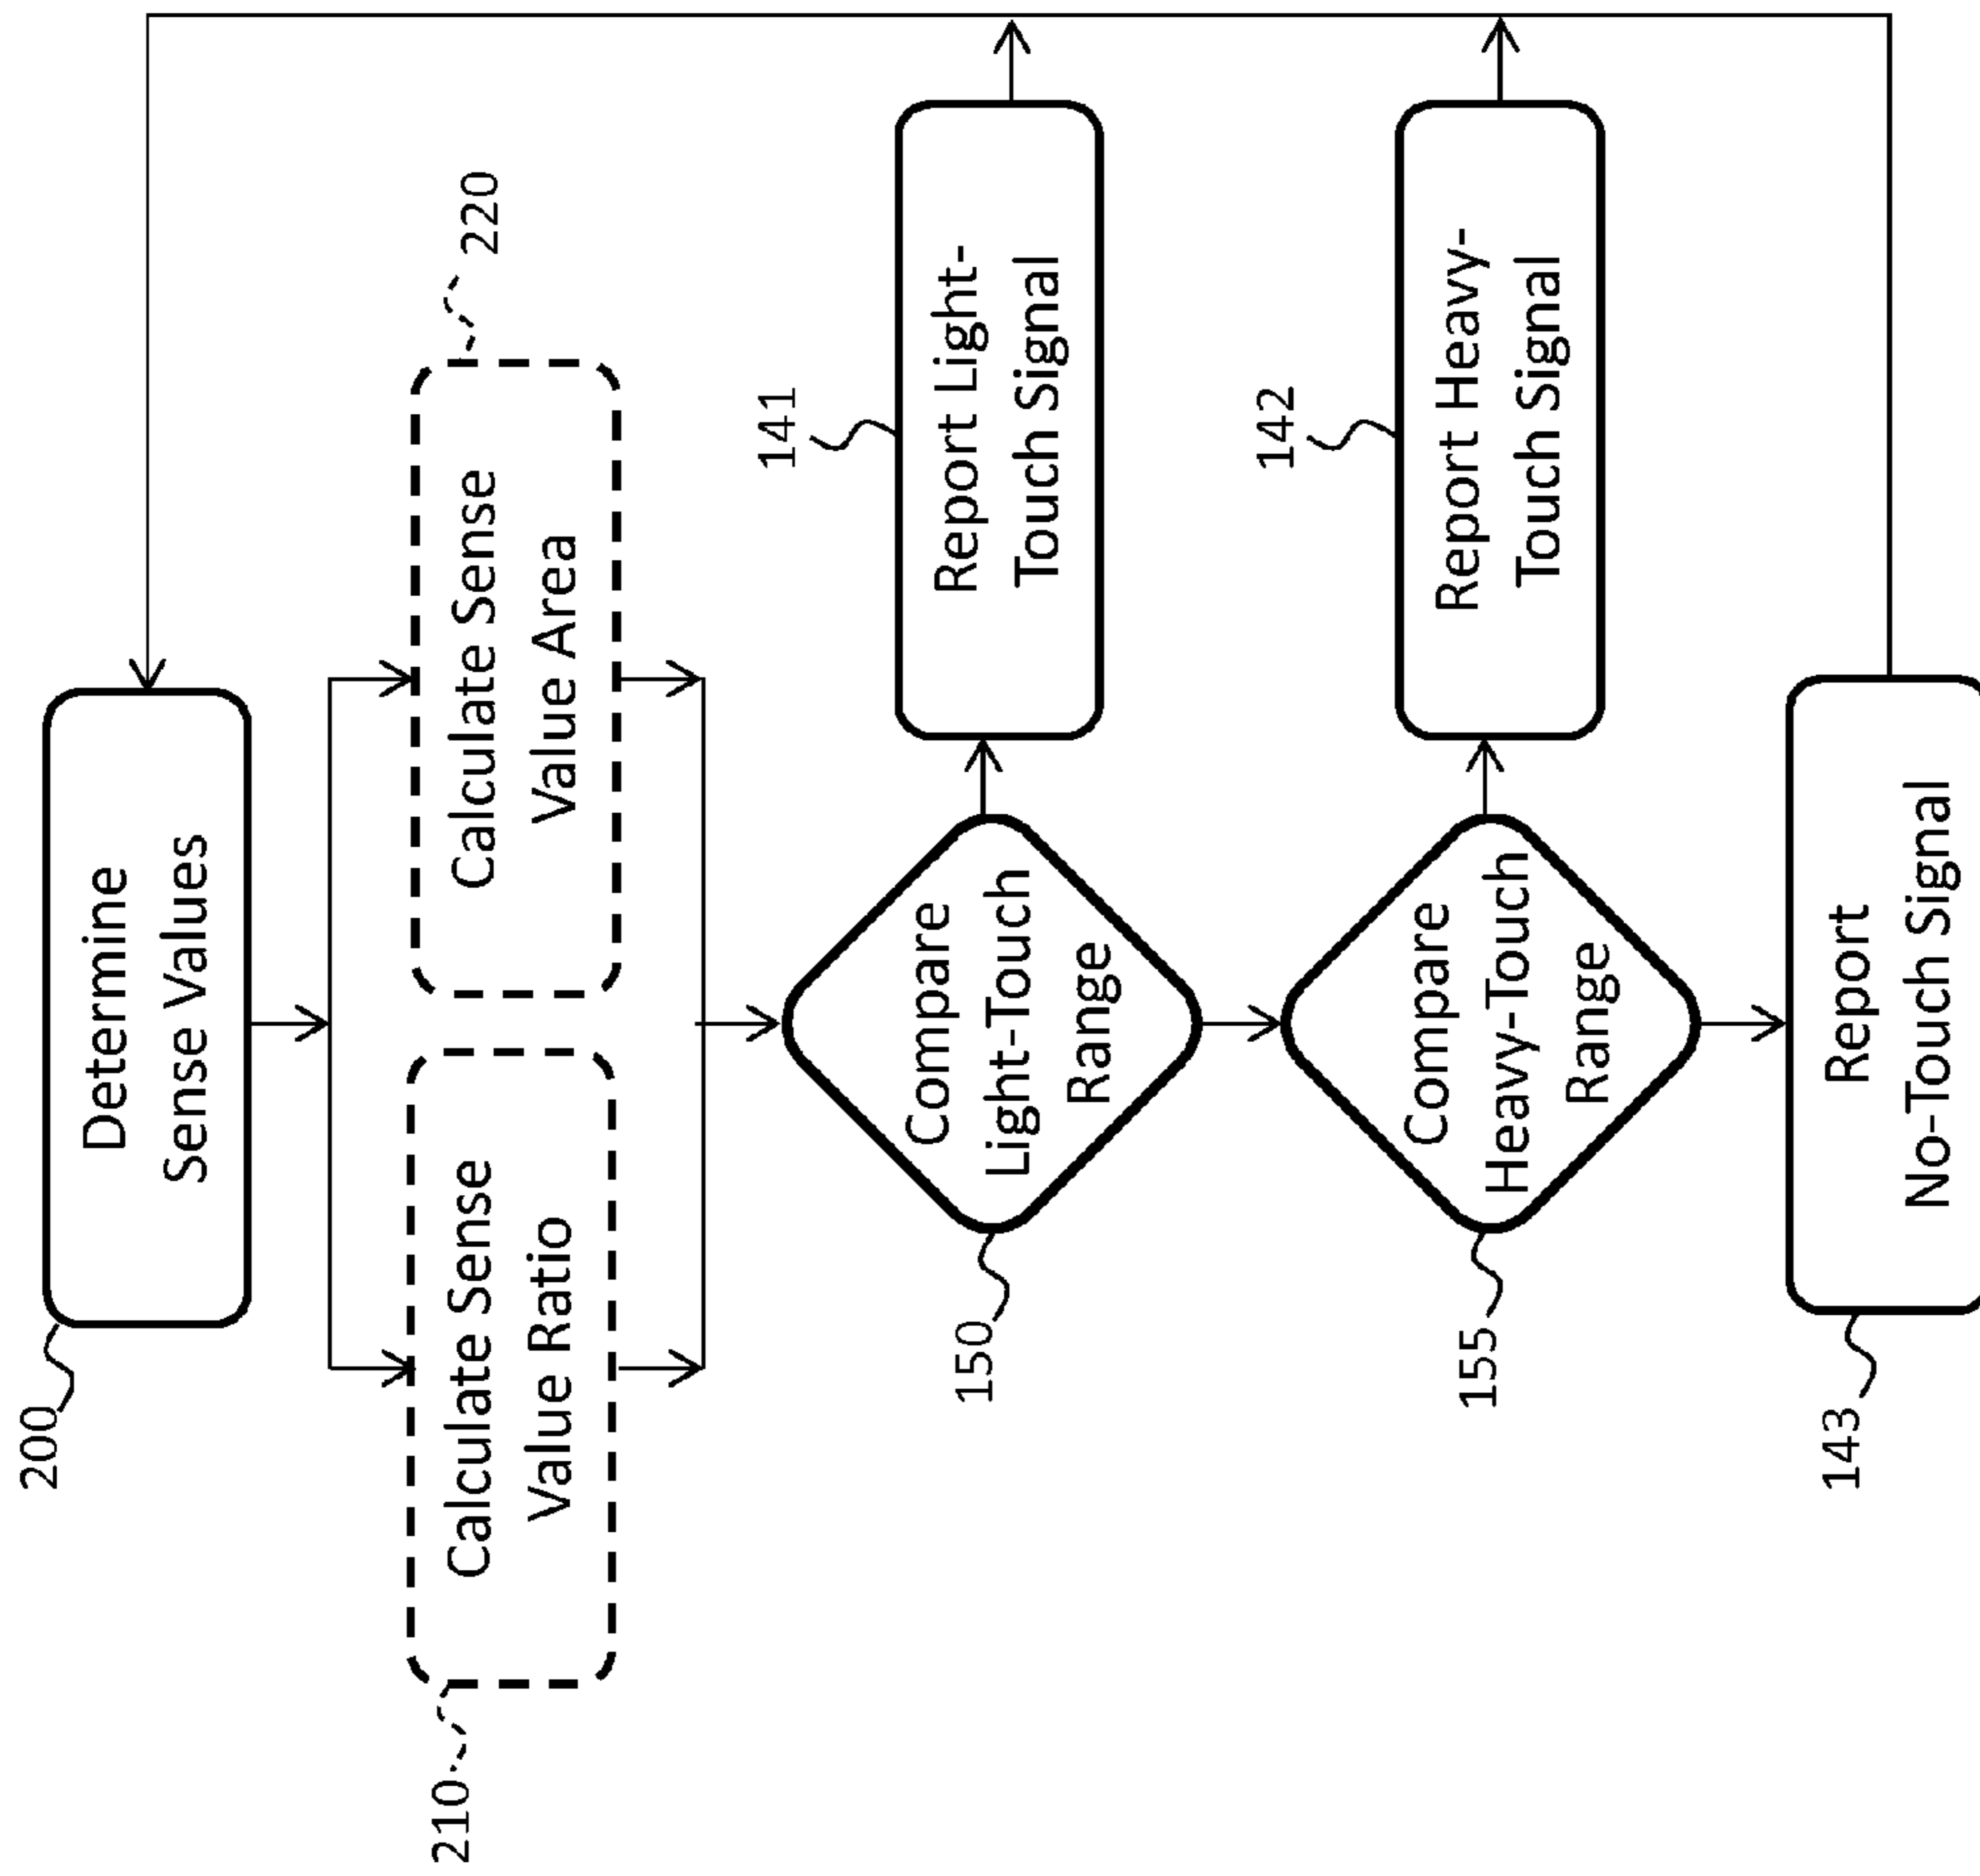 200
Determine
Sense Values
210
Calculate Sense
Value Ratio
Calculate Sense
Value Area
220
150
Compare
Light-Touch
Range
141
Report Light-
Touch Signal
155
Compare
Heavy-Touch
Range
142
Report Heavy-
Touch Signal
143
Report
No-Touch Signal